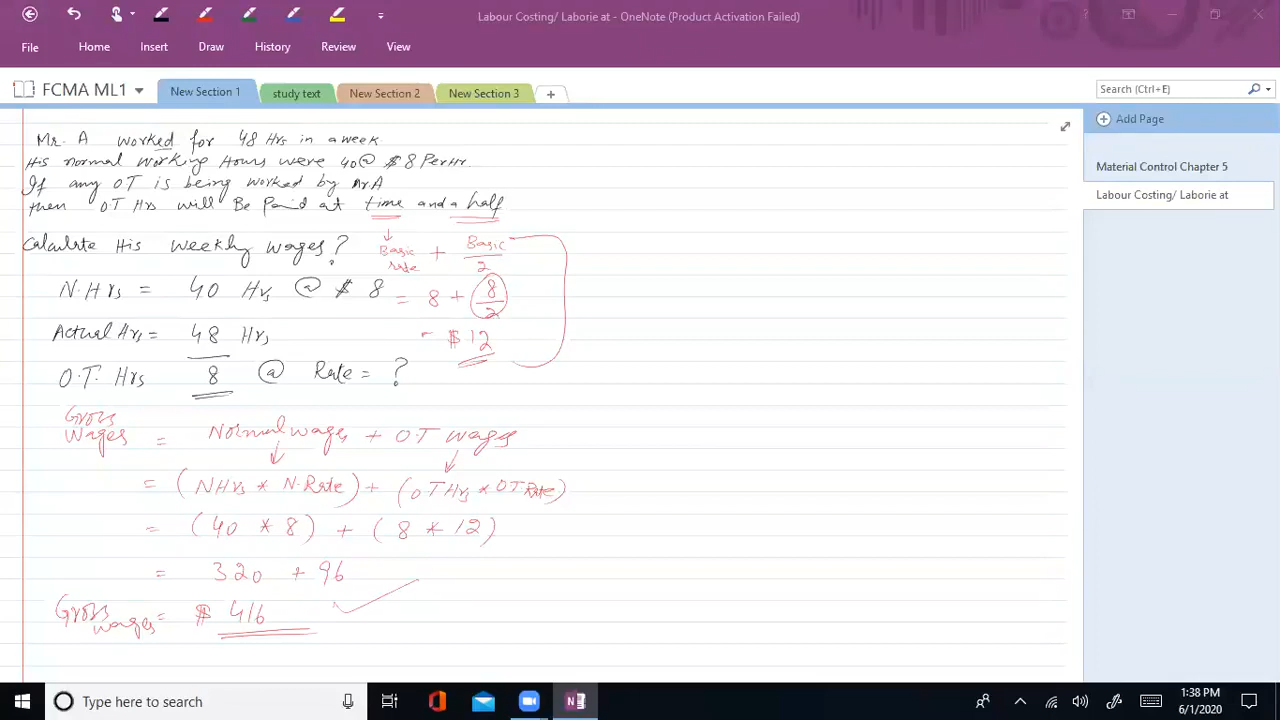 Labour Costing/ Laborie at - OneNote (Product Activation Failed)
File Home Insert Draw History Review View
FCMA ML1 New Section 1 study text New Section 2 New Section 3
Search (Ctrl+E)
Add Page
Material Control Chapter 5
Labour Costing/ Laborie at
Mr. A worked for 48 Hrs in a week.
His normal working Hours were 40 @ $ 8 Per Hr.
If any OT is being worked by Mr A
then OT Hrs will Be Paid at time and a half
Calculate His weekly wages?
Basic rate + Basic/2
N.Hrs = 40 Hrs @ $ 8
= 8 + 8/2
Actual Hrs = 48 Hrs
= $12
O.T. Hrs 8 @ Rate = ?
Gross Wages = Normal wages + O.T wages
= (NHrs * N.Rate) + (OTHrs * OT Rate)
= (40 * 8) + (8 * 12)
= 320 + 96
Gross wages = $ 416
Type here to search
1:38 PM
6/1/2020